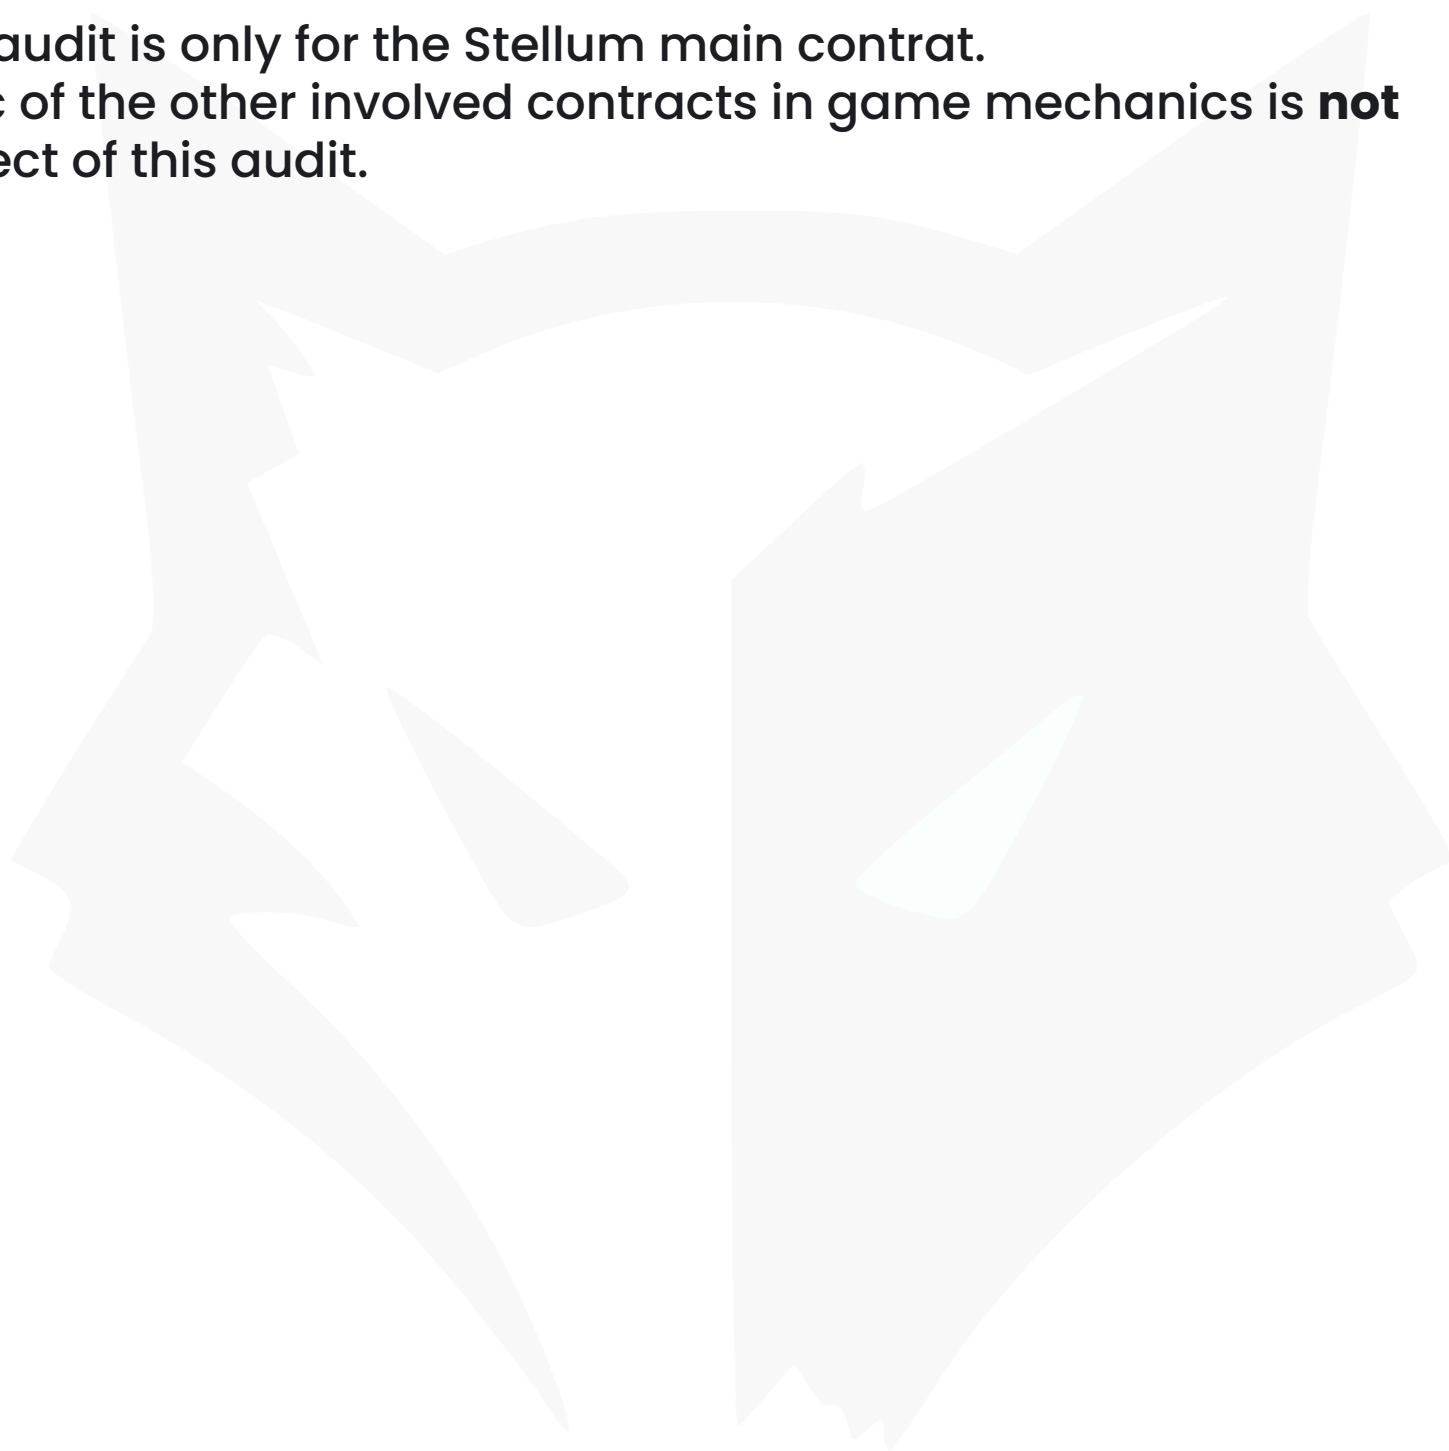 audit is only for the Stellum main contrat.
of the other involved contracts in game mechanics is not
of this audit.